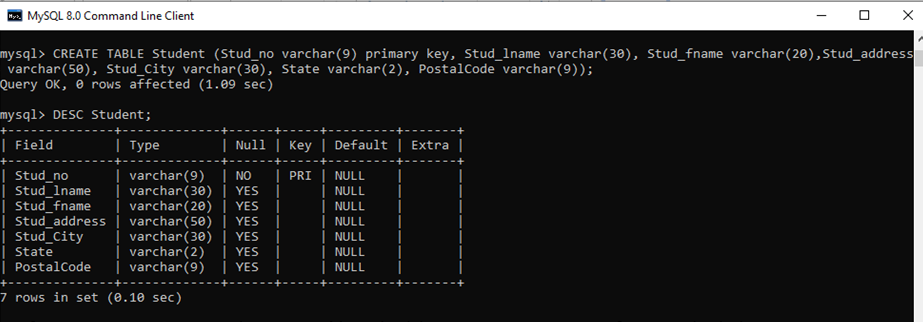 MySQL 8.0 Command Line Client
mysql> CREATE TABLE Student (Stud_no varchar(9) primary key, Stud_lname varchar(30), Stud_fname varchar(20),Stud_address
 varchar(50), Stud_City varchar(30), State varchar(2), PostalCode varchar(9));
Query OK, 0 rows affected (1.09 sec)
mysql> DESC Student;
+--------------+-------------+------+-----+---------+-------+
| Field        | Type        | Null | Key | Default | Extra |
+--------------+-------------+------+-----+---------+-------+
| Stud_no      | varchar(9)  | NO   | PRI | NULL    |       |
| Stud_lname   | varchar(30) | YES  |     | NULL    |       |
| Stud_fname   | varchar(20) | YES  |     | NULL    |       |
| Stud_address | varchar(50) | YES  |     | NULL    |       |
| Stud_City    | varchar(30) | YES  |     | NULL    |       |
| State        | varchar(2)  | YES  |     | NULL    |       |
| PostalCode   | varchar(9)  | YES  |     | NULL    |       |
+--------------+-------------+------+-----+---------+-------+
7 rows in set (0.10 sec)